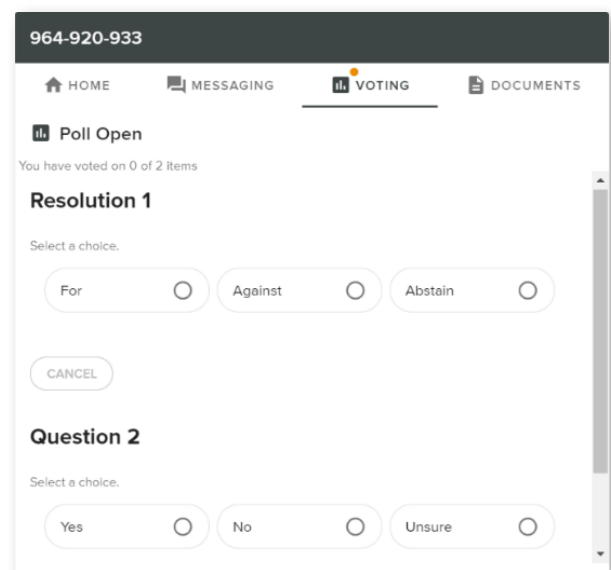 964-920-933
HOME MESSAGING VOTING DOCUMENTS
Poll Open
You have voted on 0 of 2 items
Resolution 1
Select a choice.
For Against Abstain
CANCEL
Question 2
Select a choice.
Yes No Unsure